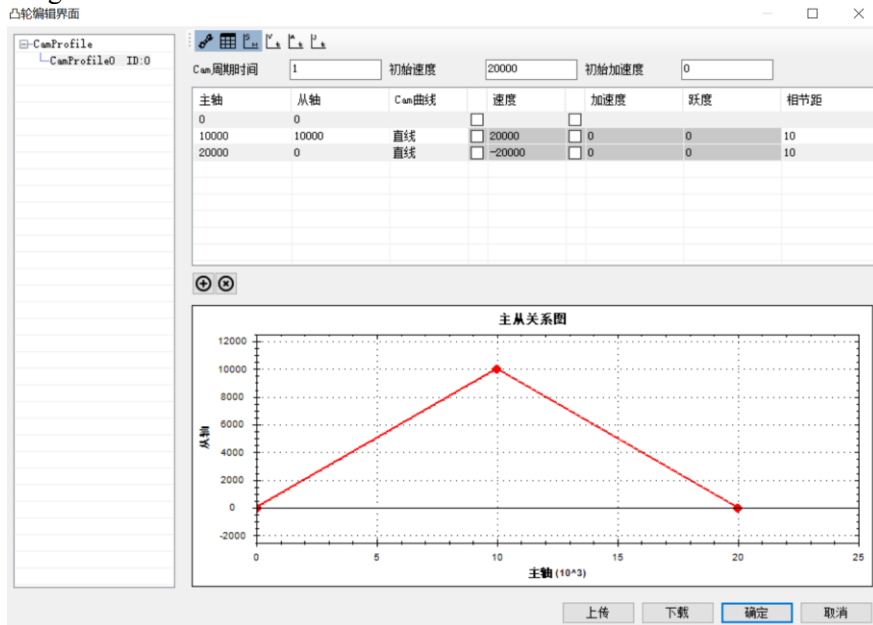 凸轮编辑界面
CamProfile
CamProfile0 ID:0
Cam周期时间 1 初始速度 20000 初始加速度 0
主轴 从轴 Cam曲线 速度 加速度 跃度 相节距
0 0
10000 10000 直线 20000 0 0 10
20000 0 直线 -20000 0 0 10
主从关系图
12000
10000
8000
6000
4000
2000
0
-2000
从轴
0 5 10 15 20 25
主轴 (10^3)
上传 下载 确定 取消